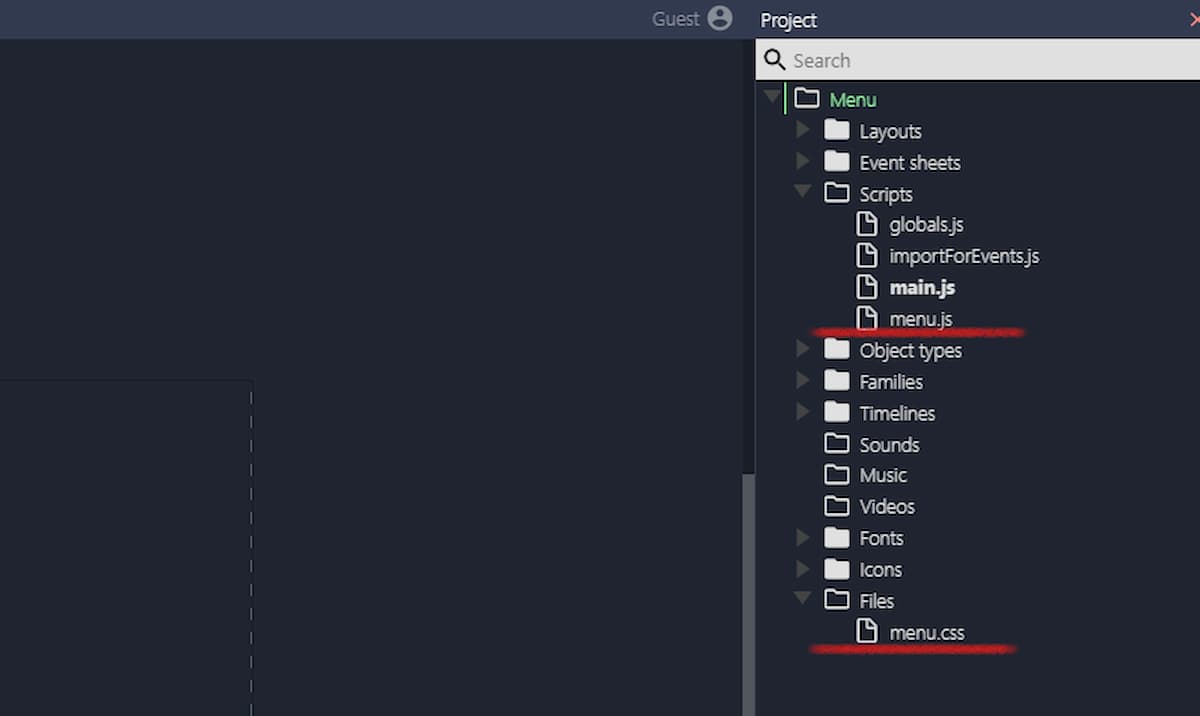 Guest
Project
Search
Menu
Layouts
Event sheets
Scripts
globals.js
importForEvents.js
main.js
menu.js
Object types
Families
Timelines
Sounds
Music
Videos
Fonts
Icons
Files
menu.css